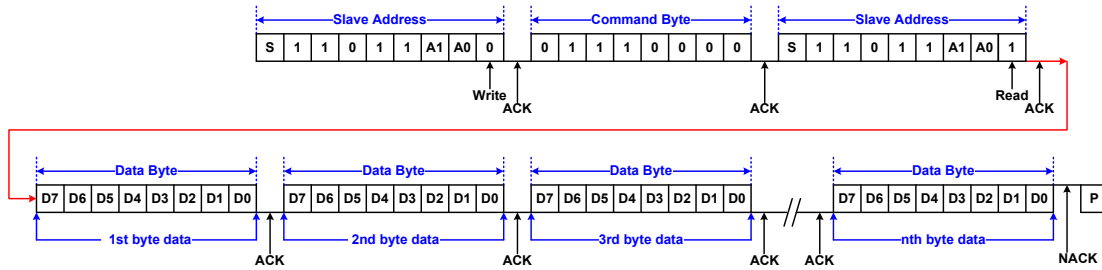 Slave Address Command Byte Slave Address
S 1 1 0 1 1 A1 A0 0 0 1 1 1 0 0 0 0 S 1 1 0 1 1 A1 A0 1
Write ACK ACK Read ACK
Data Byte Data Byte Data Byte Data Byte
D7 D6 D5 D4 D3 D2 D1 D0 D7 D6 D5 D4 D3 D2 D1 D0 D7 D6 D5 D4 D3 D2 D1 D0 // D7 D6 D5 D4 D3 D2 D1 D0 P
1st byte data 2nd byte data 3rd byte data nth byte data
ACK ACK ACK ACK NACK